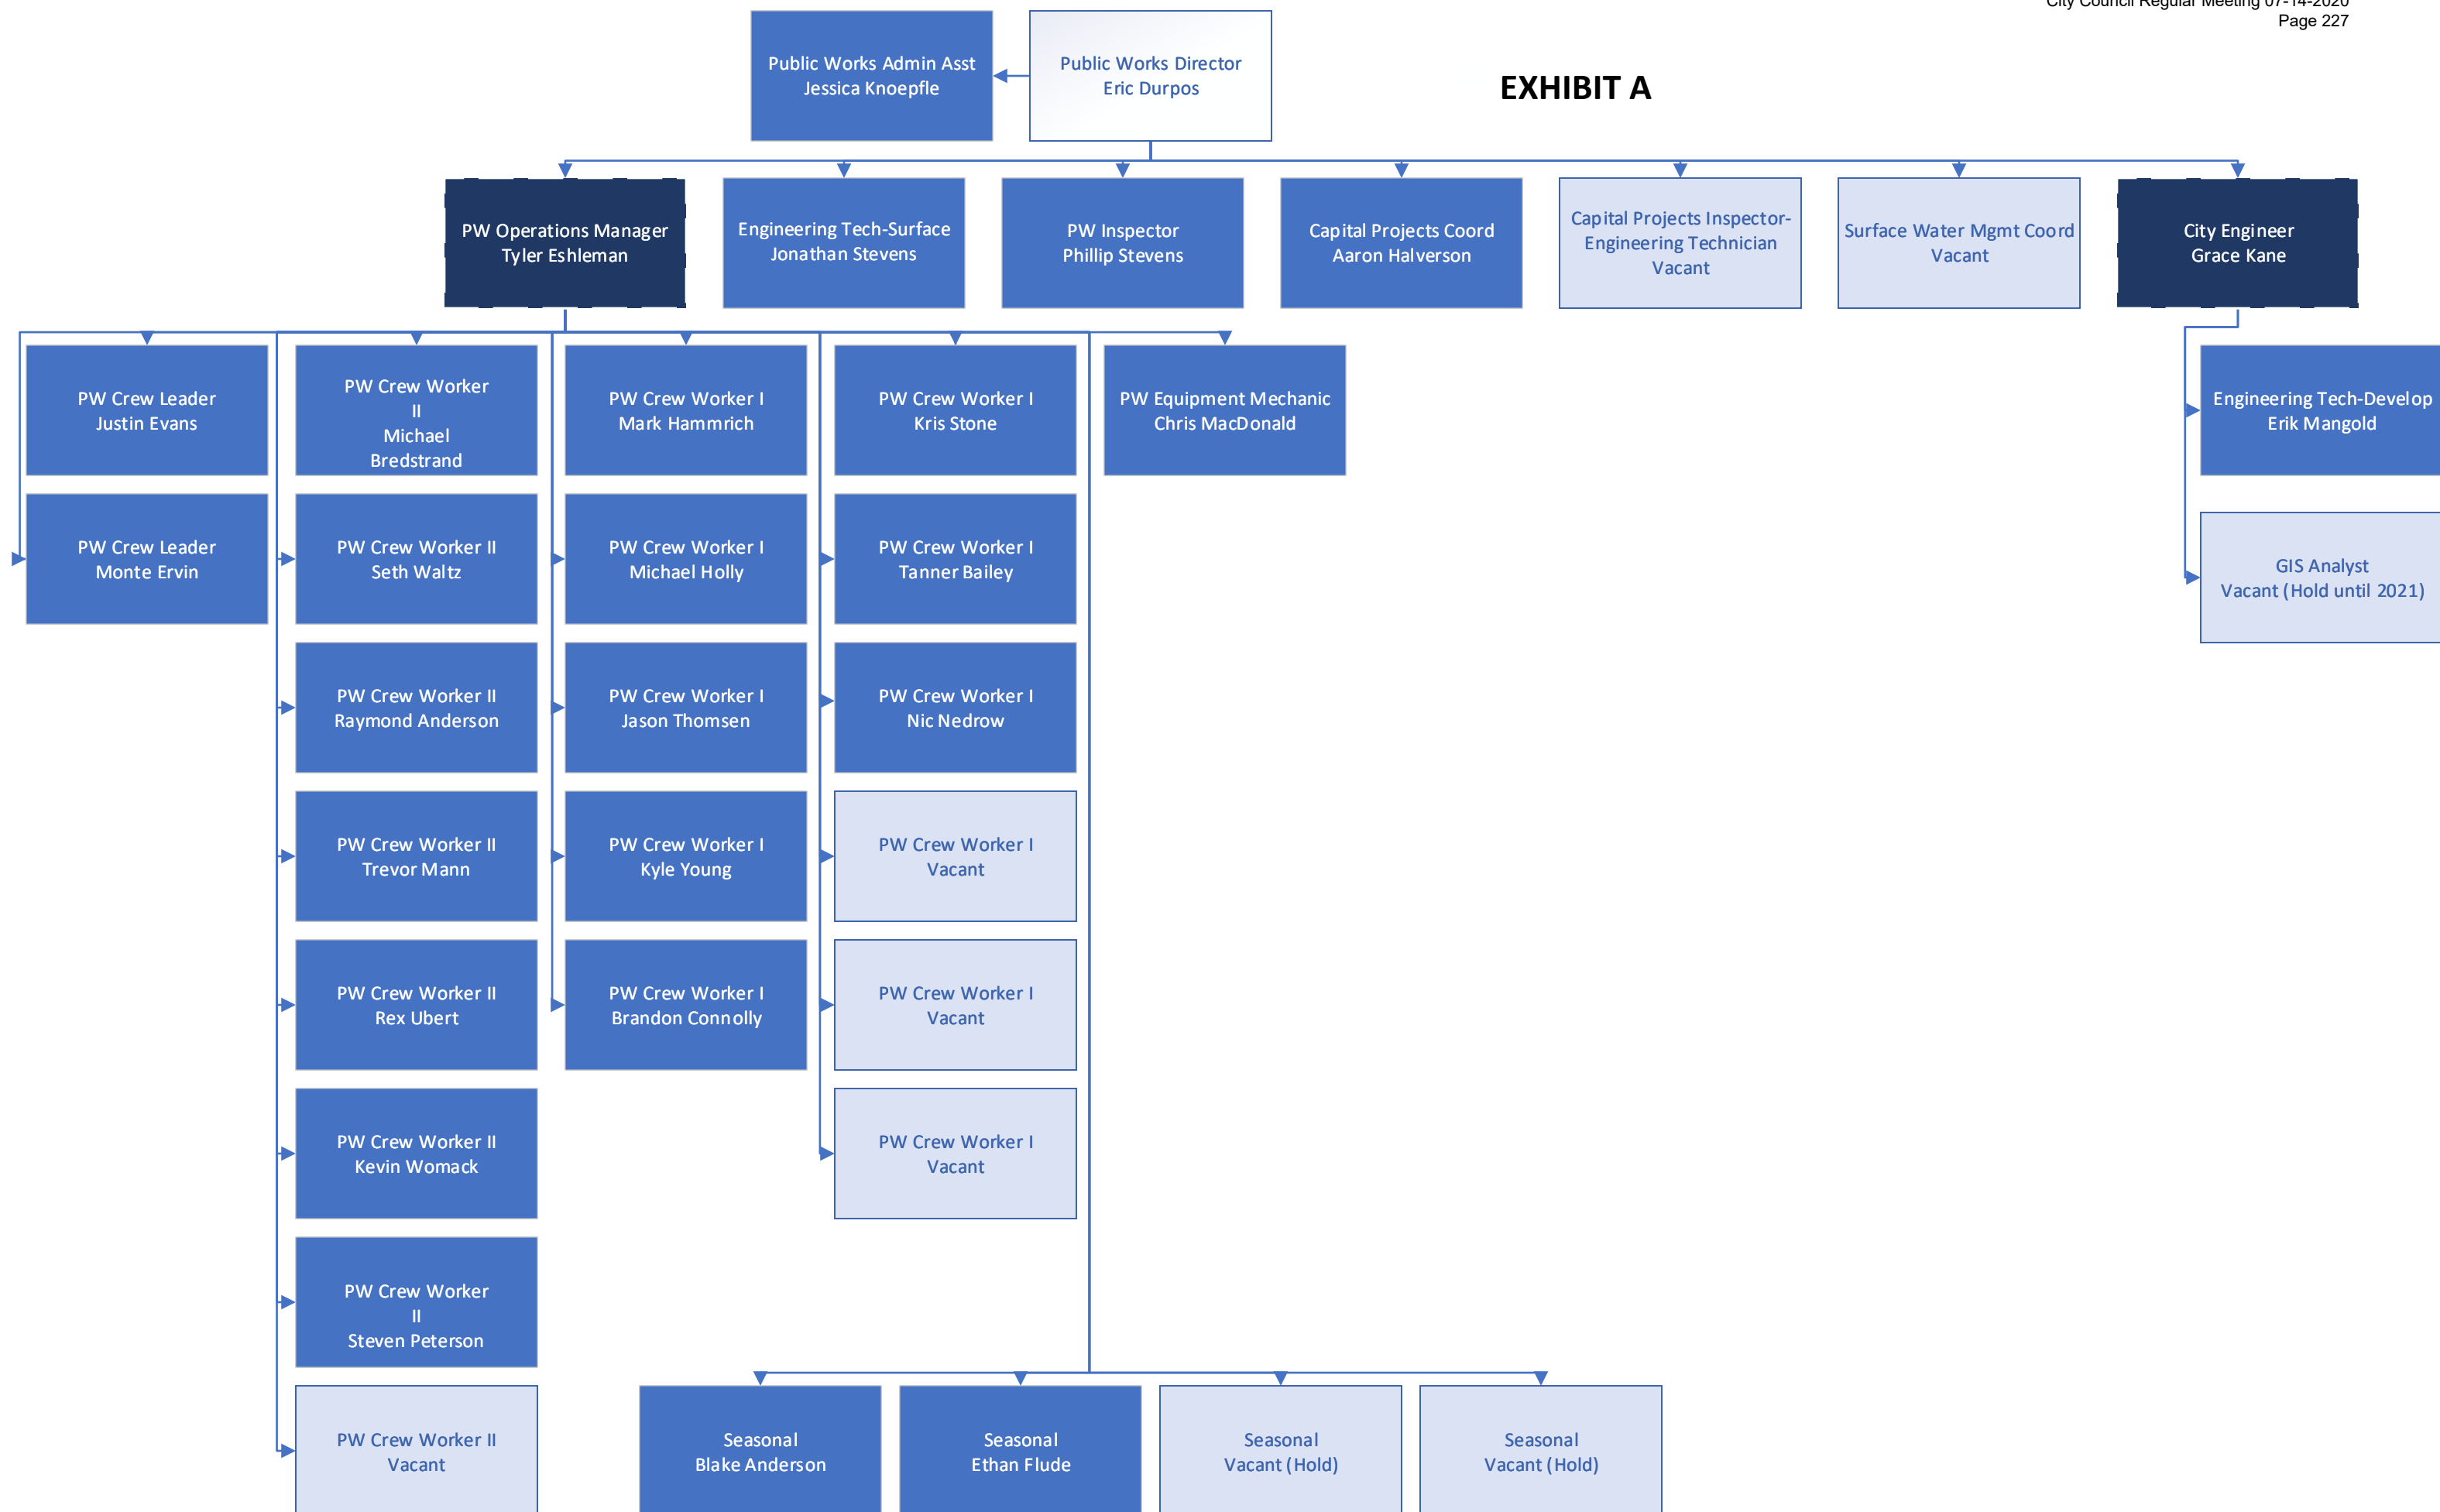 City Council Regular Meeting 07-14-2020
Page 227
Public Works Admin Asst
Jessica Knoepfle
Public Works Director
Eric Durpos
EXHIBIT A
PW Operations Manager
Tyler Eshleman
Engineering Tech-Surface
Jonathan Stevens
PW Inspector
Phillip Stevens
Capital Projects Coord
Aaron Halverson
Capital Projects Inspector-
Engineering Technician
Vacant
Surface Water Mgmt Coord
Vacant
City Engineer
Grace Kane
PW Crew Leader
Justin Evans
PW Crew Worker
II
Michael
Bredstrand
PW Crew Worker I
Mark Hammrich
PW Crew Worker I
Kris Stone
PW Equipment Mechanic
Chris MacDonald
Engineering Tech-Develop
Erik Mangold
PW Crew Leader
Monte Ervin
PW Crew Worker II
Seth Waltz
PW Crew Worker I
Michael Holly
PW Crew Worker I
Tanner Bailey
GIS Analyst
Vacant (Hold until 2021)
PW Crew Worker II
Raymond Anderson
PW Crew Worker I
Jason Thomsen
PW Crew Worker I
Nic Nedrow
PW Crew Worker II
Trevor Mann
PW Crew Worker I
Kyle Young
PW Crew Worker I
Vacant
PW Crew Worker II
Rex Ubert
PW Crew Worker I
Brandon Connolly
PW Crew Worker I
Vacant
PW Crew Worker II
Kevin Womack
PW Crew Worker I
Vacant
PW Crew Worker
II
Steven Peterson
PW Crew Worker II
Vacant
Seasonal
Blake Anderson
Seasonal
Ethan Flude
Seasonal
Vacant (Hold)
Seasonal
Vacant (Hold)